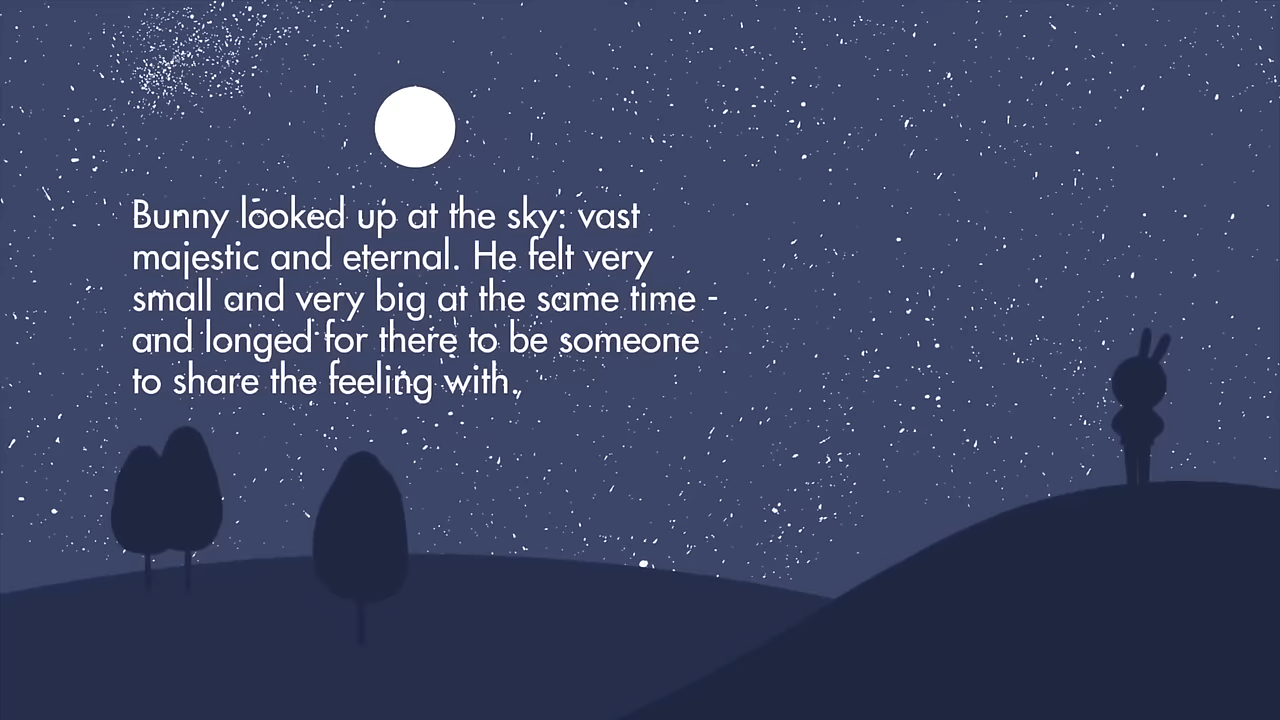 Bunny looked up at the sky: vast
majestic and eternal. He felt very
small and very big at the same time -
and longed for there to be someone
to share the feeling with.